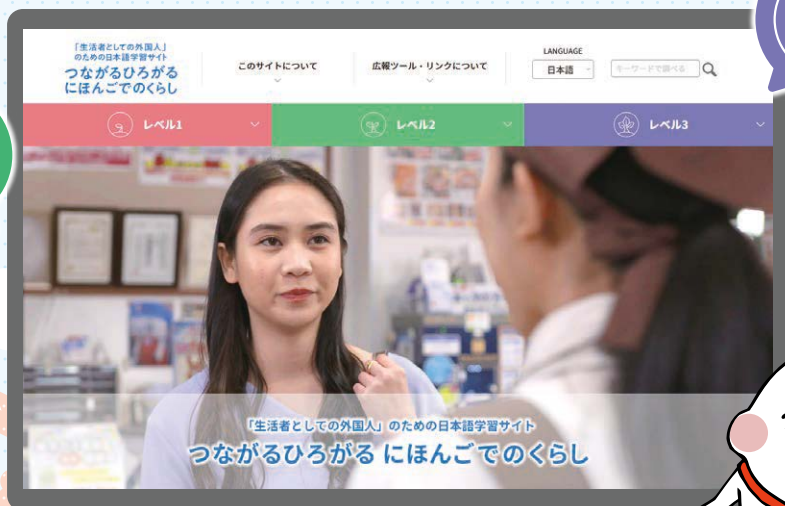 「生活者としての外国人」
のための日本語学習サイト
つながるひろがる
にほんごでのくらし
このサイトについて
広報ツール・リンクについて
LANGUAGE
日本語
キーワードで調べる
レベル1
レベル2
レベル3
「生活者としての外国人」のための日本語学習サイト
つながるひろがる にほんごでのくらし